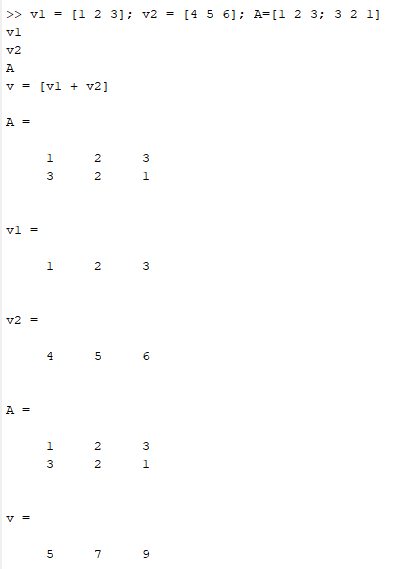 >> v1 = [1 2 3]; v2 = [4 5 6]; A=[1 2 3; 3 2 1]
v1
v2
A
v = [v1 + v2]
A =
1 2 3
3 2 1
v1 =
1 2 3
v2 =
4 5 6
A =
1 2 3
3 2 1
v =
5 7 9